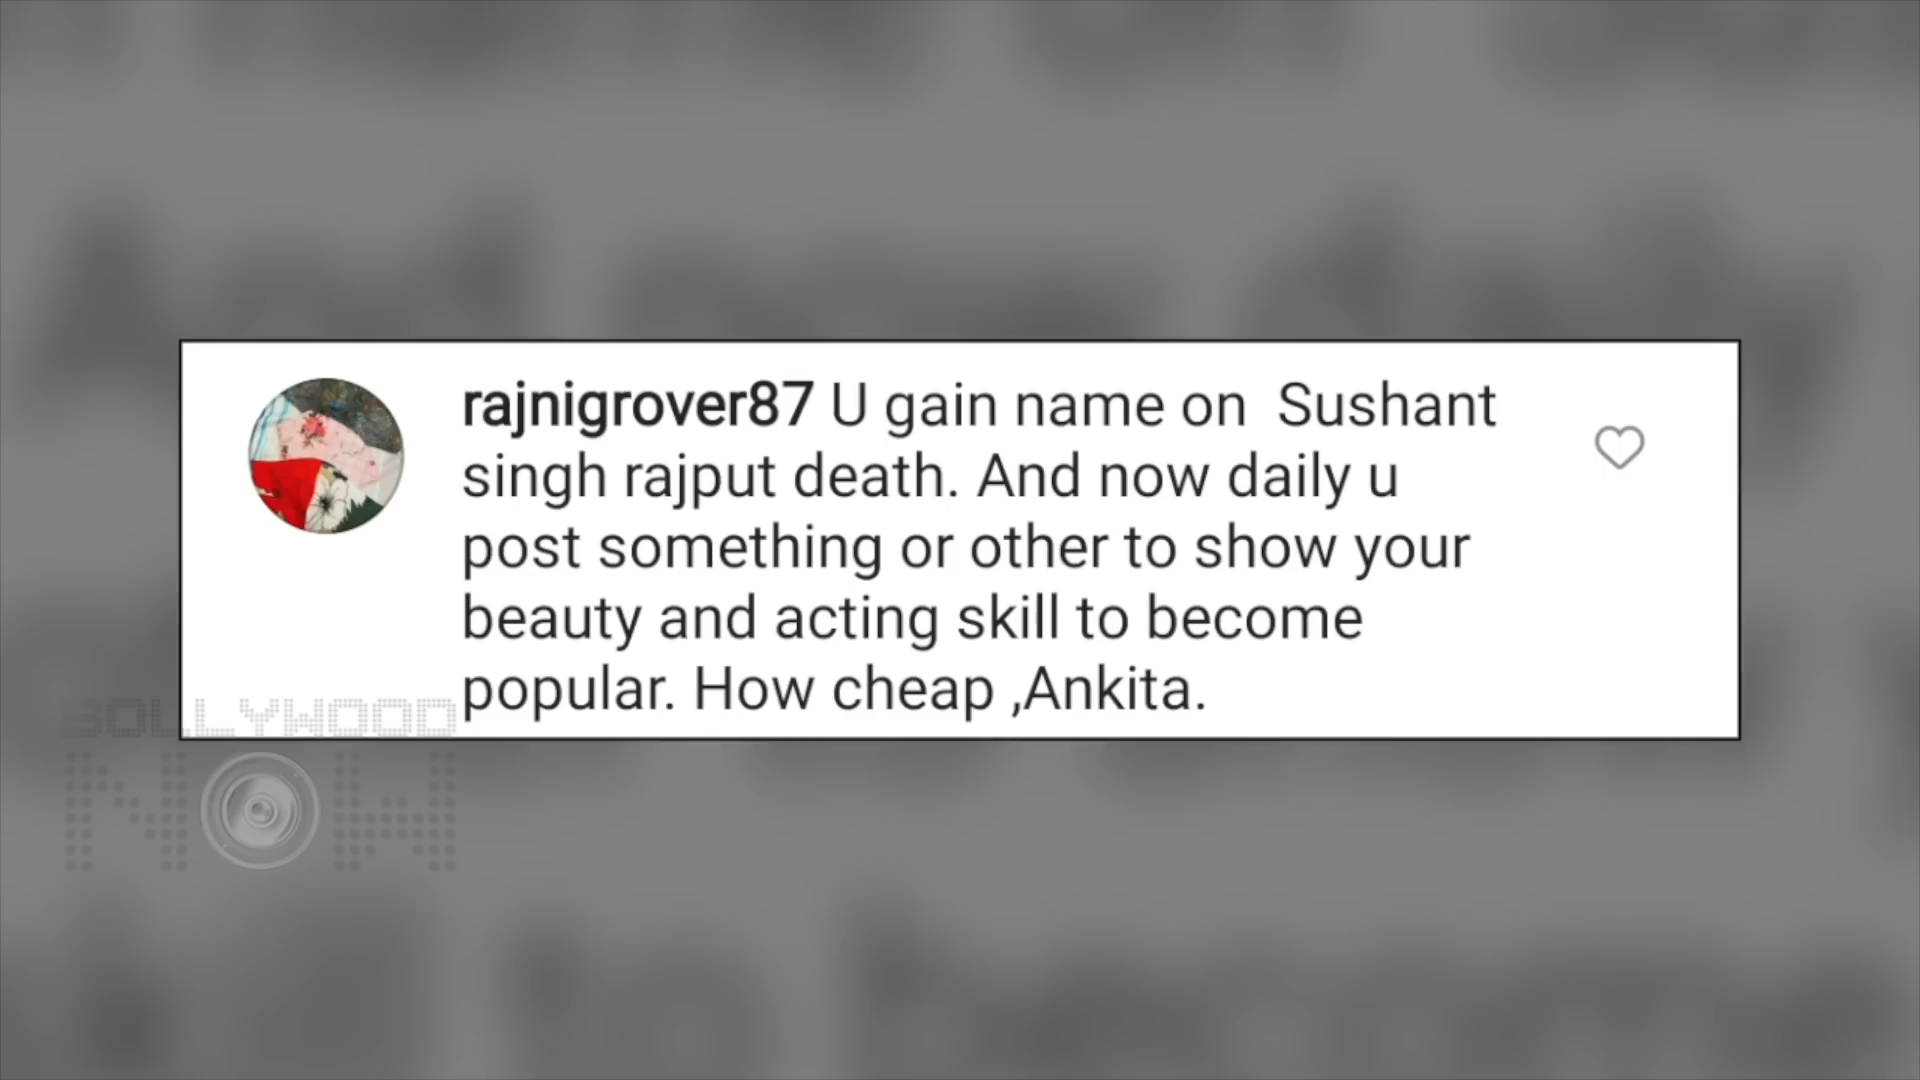 rajnigrover87 U gain name on  Sushant
singh rajput death. And now daily u
post something or other to show your
beauty and acting skill to become
popular. How cheap ,Ankita.
BOLLYWOOD
NOW